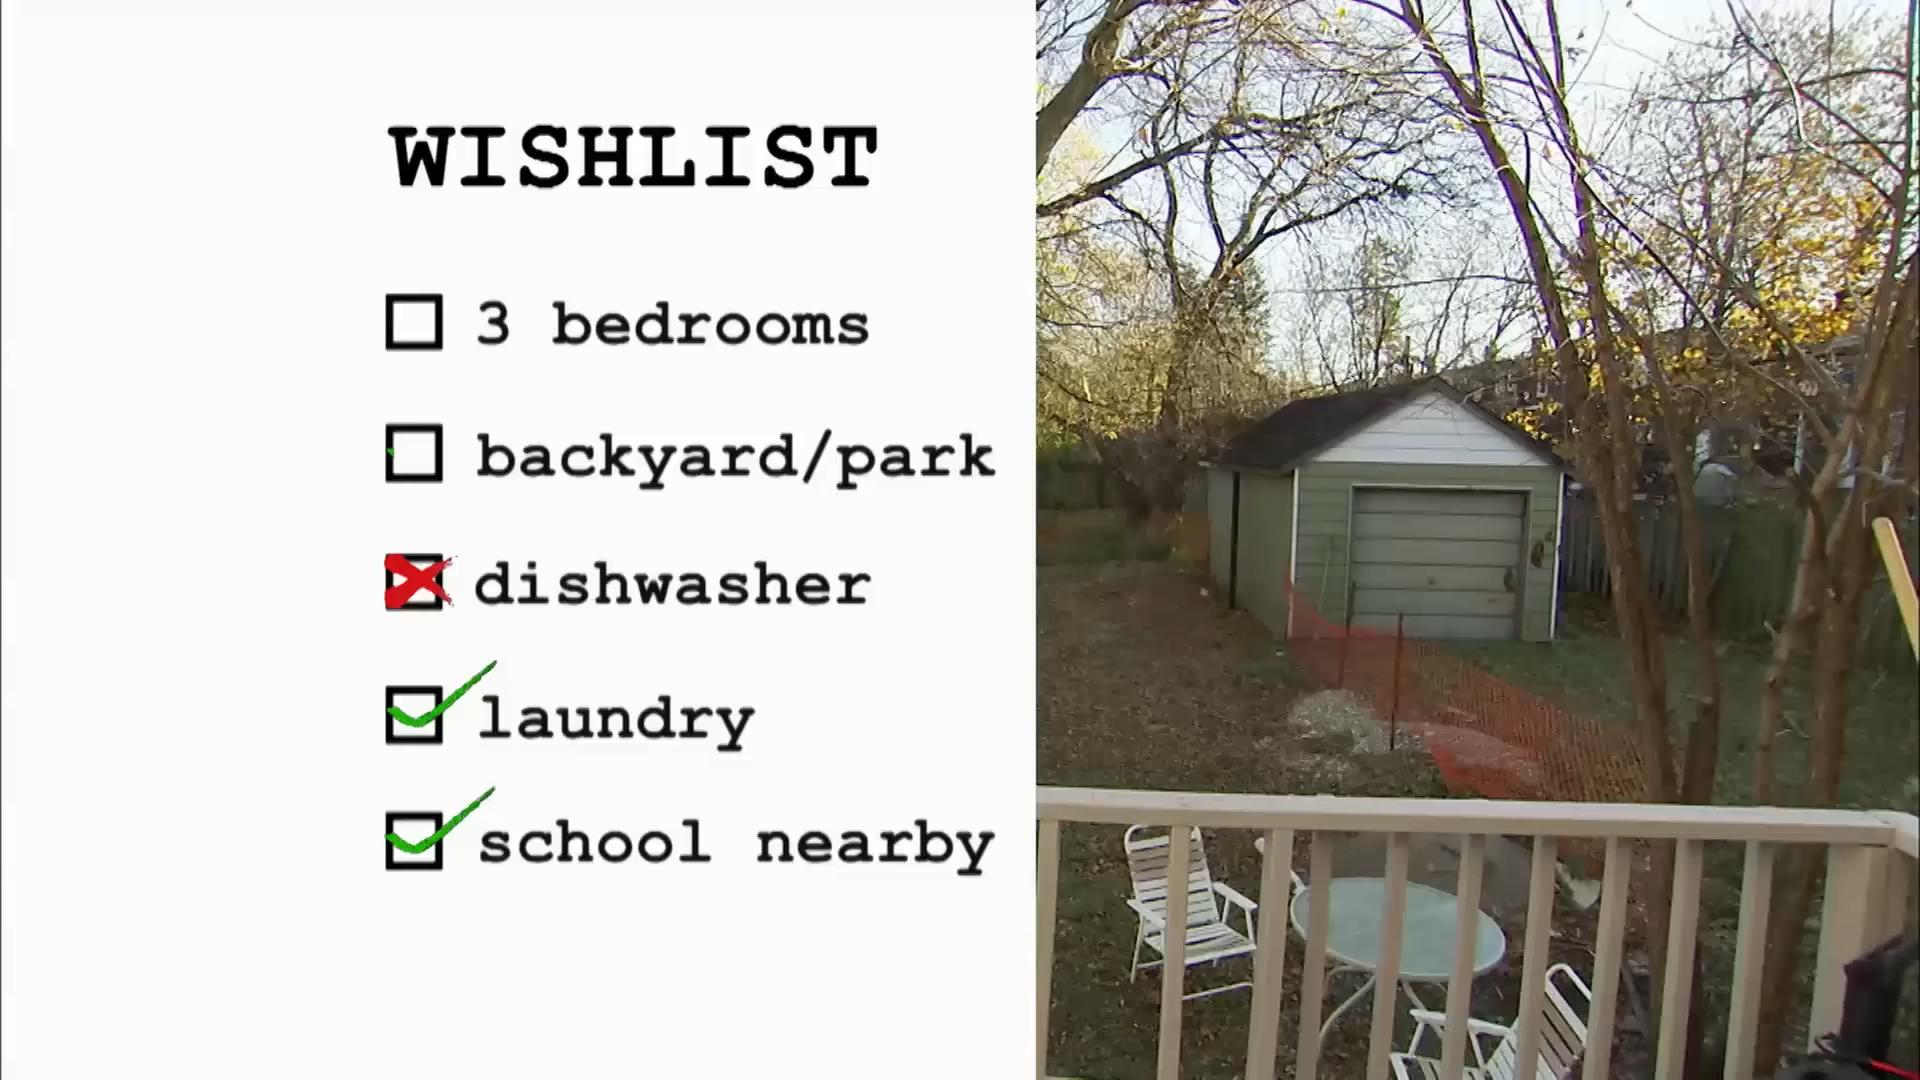 WISHLIST
3 bedrooms
backyard/park
dishwasher
laundry
school nearby